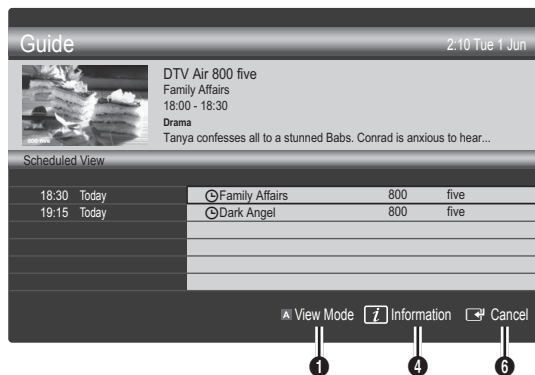 Guide 2:10 Tue 1 Jun
DTV Air 800 five
Family Affairs
18:00 - 18:30
Drama
Tanya confesses all to a stunned Babs. Conrad is anxious to hear...
800 five
Scheduled View
18:30 Today Family Affairs 800 five
19:15 Today Dark Angel 800 five
A View Mode i Information Cancel
1 4 6